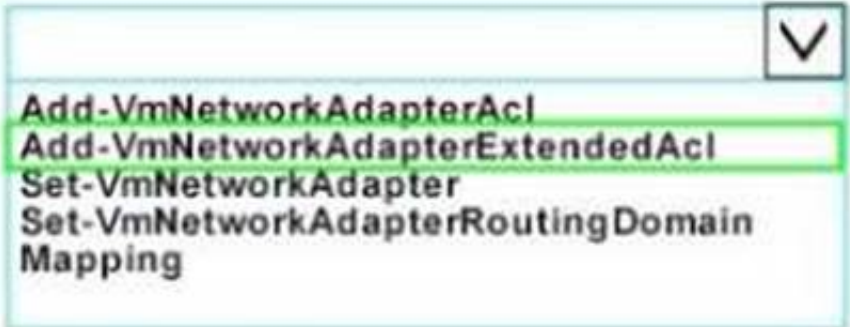 Add-VmNetworkAdapterAcl
Add-VmNetworkAdapterExtendedAcl
Set-VmNetworkAdapter
Set-VmNetworkAdapterRoutingDomain
Mapping